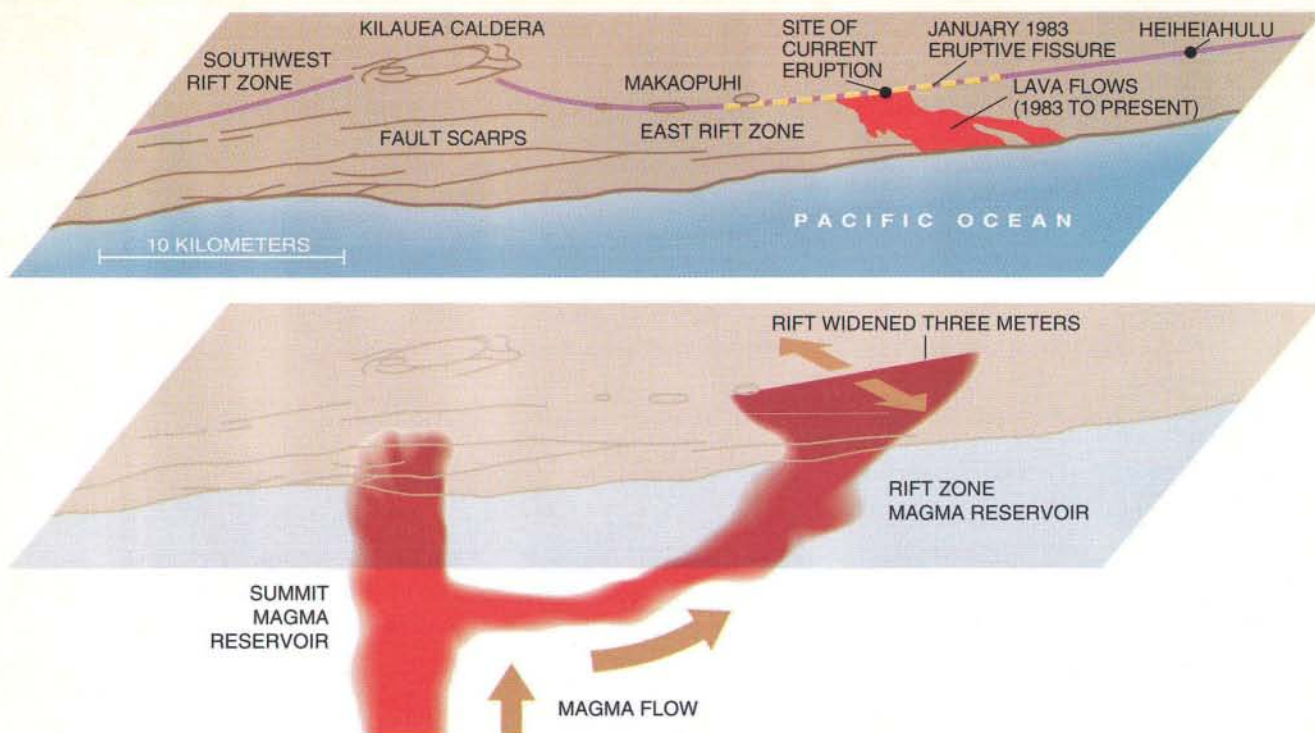 KILAUEA CALDERA
SOUTHWEST
RIFT ZONE
MAKAOPUHI
SITE OF
CURRENT
ERUPTION
JANUARY 1983
ERUPTIVE FISSURE
HEIHEIAHULU
LAVA FLOWS
(1983 TO PRESENT)
FAULT SCARPS
EAST RIFT ZONE
PACIFIC OCEAN
10 KILOMETERS
RIFT WIDENED THREE METERS
RIFT ZONE
MAGMA RESERVOIR
SUMMIT
MAGMA
RESERVOIR
MAGMA FLOW